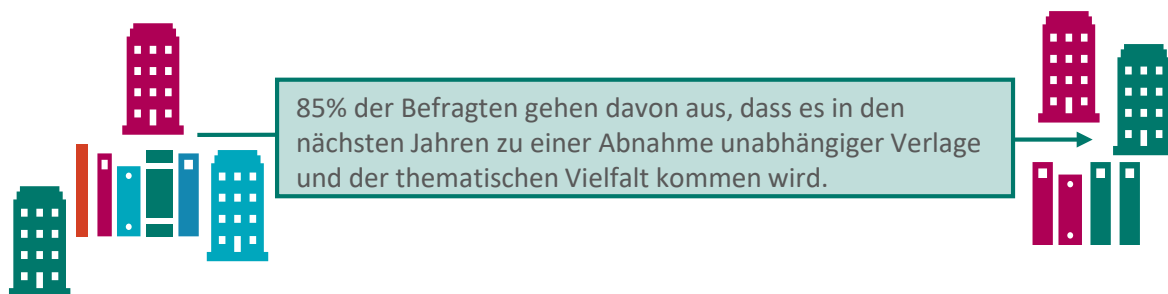 85% der Befragten gehen davon aus, dass es in den
nächsten Jahren zu einer Abnahme unabhängiger Verlage
und der thematischen Vielfalt kommen wird.